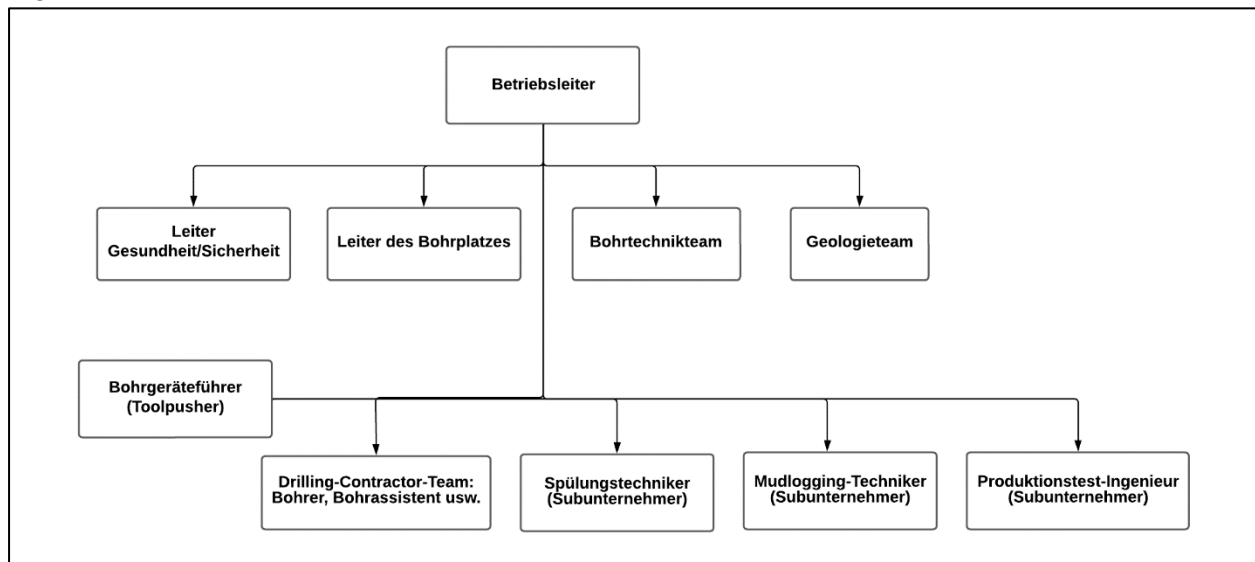 Betriebsleiter
Leiter
Gesundheit/Sicherheit
Leiter des Bohrplatzes
Bohrtechnikteam
Geologieteam
Bohrgeräteführer
(Toolpusher)
Drilling-Contractor-Team:
Bohrer, Bohrassistent usw.
Spülungstechniker
(Subunternehmer)
Mudlogging-Techniker
(Subunternehmer)
Produktionstest-Ingenieur
(Subunternehmer)